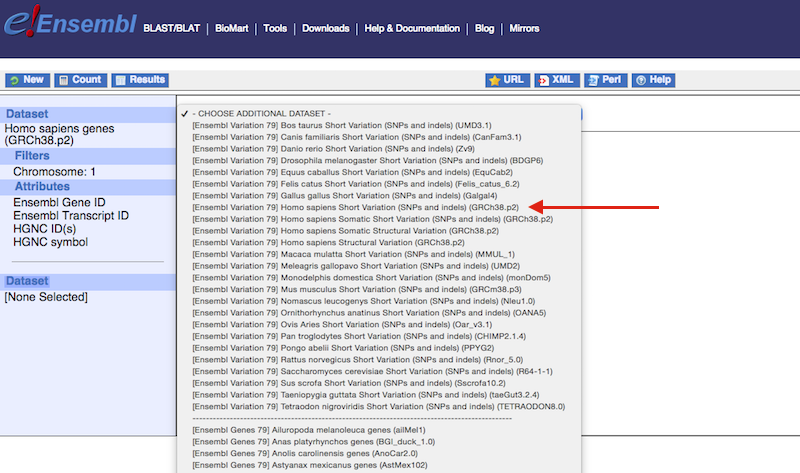 e!Ensembl BLAST/BLAT | BioMart | Tools | Downloads | Help & Documentation | Blog | Mirrors
New Count Results URL XML Perl Help
Dataset
Homo sapiens genes
(GRCh38.p2)
Filters
Chromosome: 1
Attributes
Ensembl Gene ID
Ensembl Transcript ID
HGNC ID(s)
HGNC symbol
Dataset
[None Selected]
✓ - CHOOSE ADDITIONAL DATASET -
[Ensembl Variation 79] Bos taurus Short Variation (SNPs and indels) (UMD3.1)
[Ensembl Variation 79] Canis familiaris Short Variation (SNPs and indels) (CanFam3.1)
[Ensembl Variation 79] Danio rerio Short Variation (SNPs and indels) (Zv9)
[Ensembl Variation 79] Drosophila melanogaster Short Variation (SNPs and indels) (BDGP6)
[Ensembl Variation 79] Equus caballus Short Variation (SNPs and indels) (EquCab2)
[Ensembl Variation 79] Felis catus Short Variation (SNPs and indels) (Felis_catus_6.2)
[Ensembl Variation 79] Gallus gallus Short Variation (SNPs and indels) (Galgal4)
[Ensembl Variation 79] Homo sapiens Short Variation (SNPs and indels) (GRCh38.p2)
[Ensembl Variation 79] Homo sapiens Somatic Short Variation (SNPs and indels) (GRCh38.p2)
[Ensembl Variation 79] Homo sapiens Somatic Structural Variation (GRCh38.p2)
[Ensembl Variation 79] Homo sapiens Structural Variation (GRCh38.p2)
[Ensembl Variation 79] Macaca mulatta Short Variation (SNPs and indels) (MMUL_1)
[Ensembl Variation 79] Meleagris gallopavo Short Variation (SNPs and indels) (UMD2)
[Ensembl Variation 79] Monodelphis domestica Short Variation (SNPs and indels) (monDom5)
[Ensembl Variation 79] Mus musculus Short Variation (SNPs and indels) (GRCm38.p3)
[Ensembl Variation 79] Nomascus leucogenys Short Variation (SNPs and indels) (Nleu1.0)
[Ensembl Variation 79] Ornithorhynchus anatinus Short Variation (SNPs and indels) (OANA5)
[Ensembl Variation 79] Ovis Aries Short Variation (SNPs and indels) (Oar_v3.1)
[Ensembl Variation 79] Pan troglodytes Short Variation (SNPs and indels) (CHIMP2.1.4)
[Ensembl Variation 79] Pongo abelii Short Variation (SNPs and indels) (PPYG2)
[Ensembl Variation 79] Rattus norvegicus Short Variation (SNPs and indels) (Rnor_5.0)
[Ensembl Variation 79] Saccharomyces cerevisiae Short Variation (SNPs and indels) (R64-1-1)
[Ensembl Variation 79] Sus scrofa Short Variation (SNPs and indels) (Sscrofa10.2)
[Ensembl Variation 79] Taeniopygia guttata Short Variation (SNPs and indels) (taeGut3.2.4)
[Ensembl Variation 79] Tetraodon nigroviridis Short Variation (SNPs and indels) (TETRAODON8.0)
[Ensembl Genes 79] Ailuropoda melanoleuca genes (ailMel1)
[Ensembl Genes 79] Anas platyrhynchos genes (BGI_duck_1.0)
[Ensembl Genes 79] Anolis carolinensis genes (AnoCar2.0)
[Ensembl Genes 79] Astyanax mexicanus genes (AstMex102)